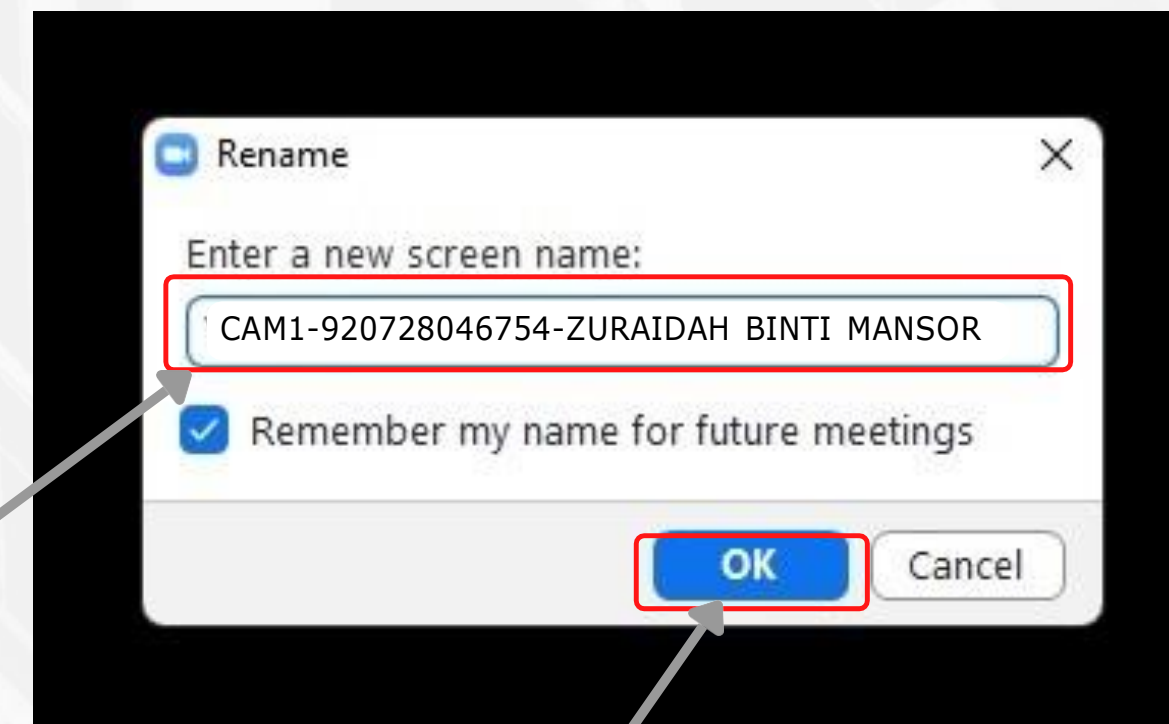 Rename
Enter a new screen name:
CAM1-920728046754-ZURAIDAH BINTI MANSOR
Remember my name for future meetings
OK
Cancel